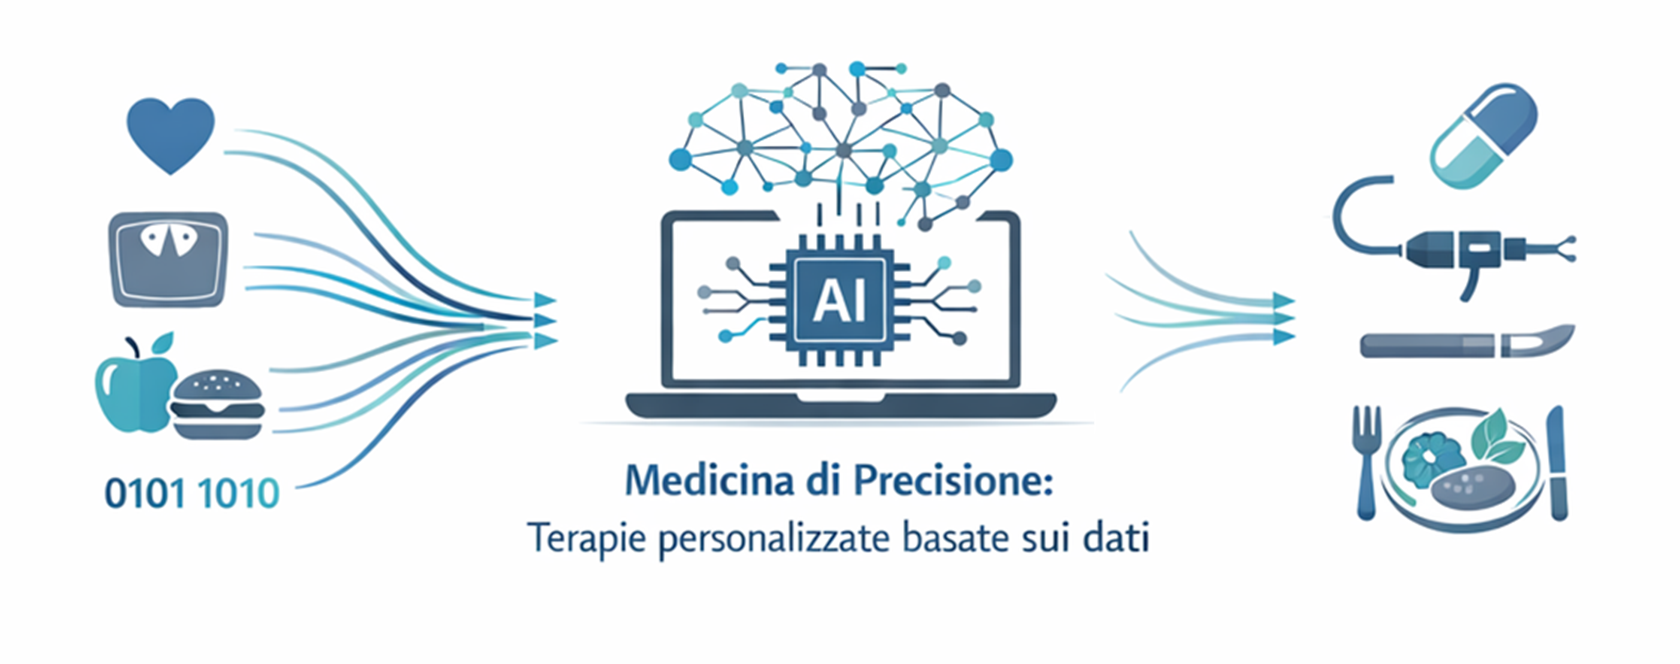 AI
0101 1010
Medicina di Precisione:
Terapie personalizzate basate sui dati